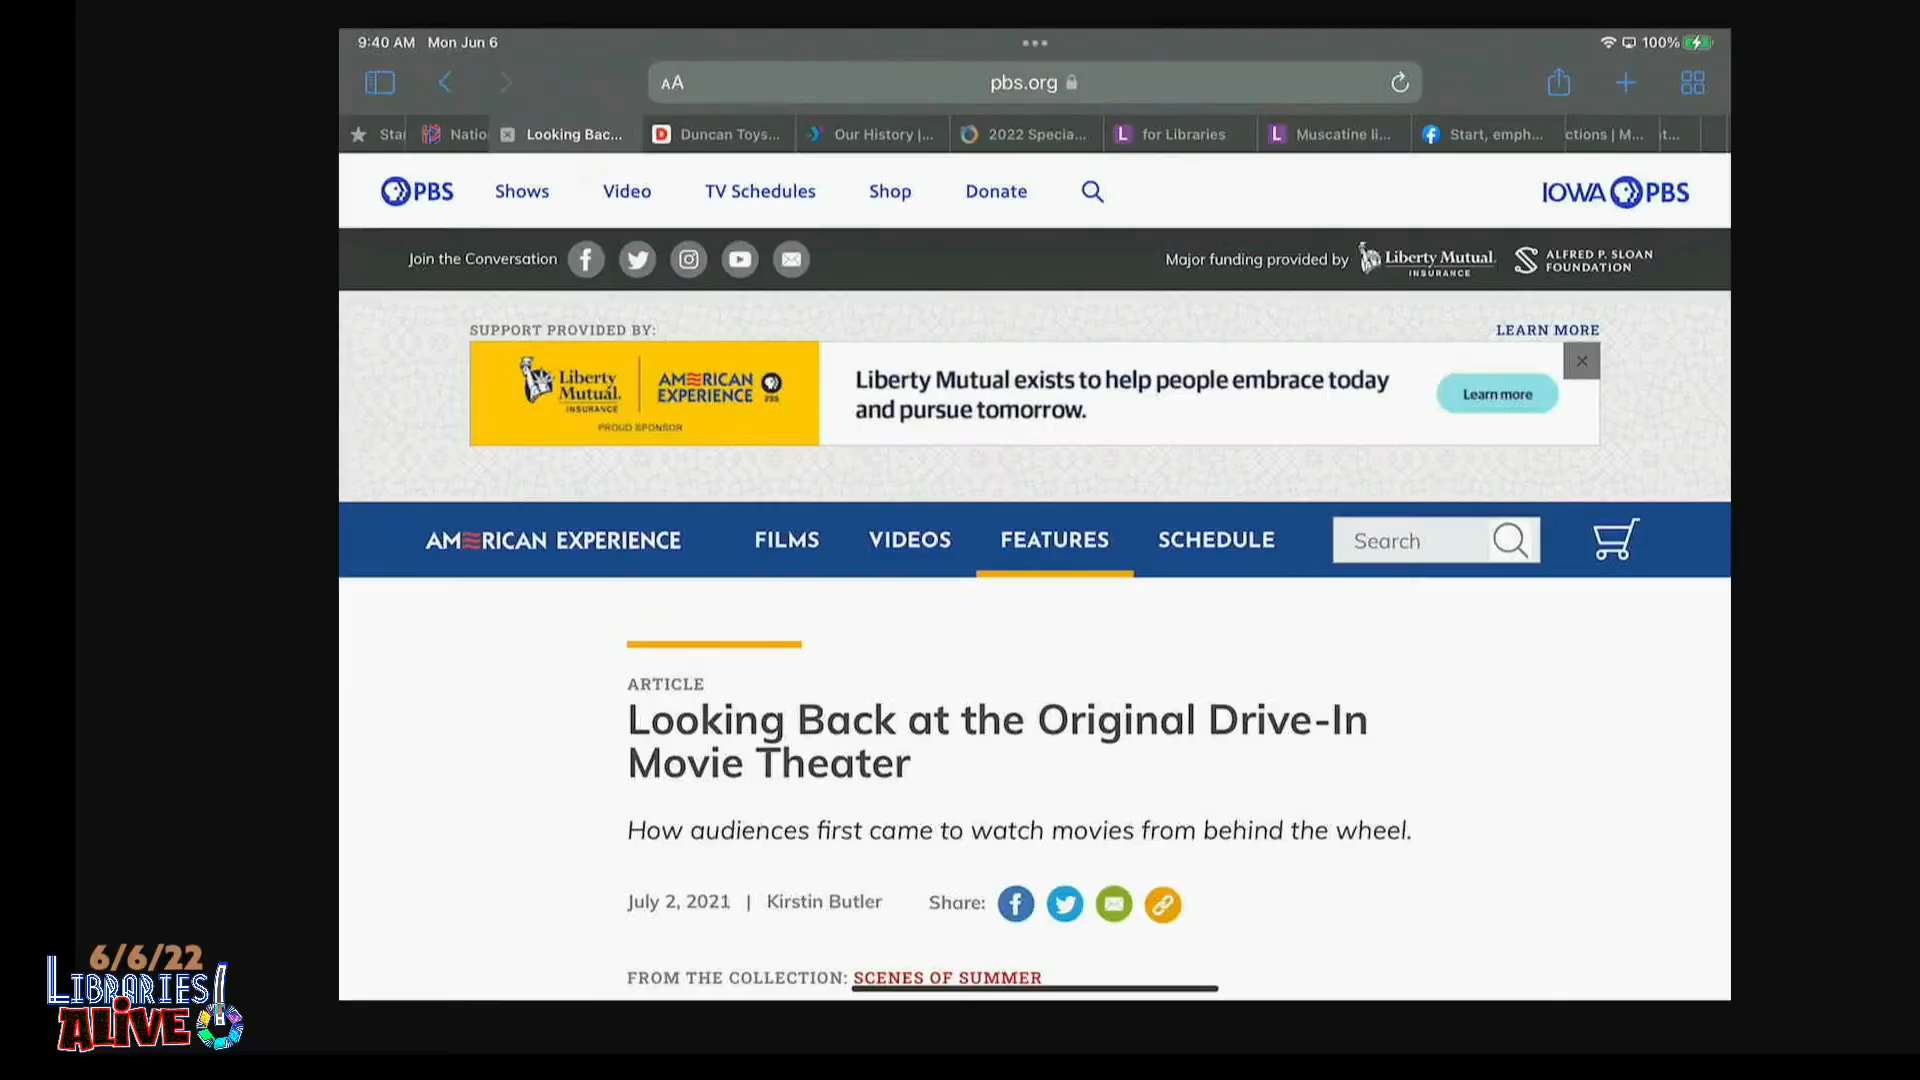 9:40 AM Mon Jun 6
100%
AA
pbs.org
Star
Natio
Looking Bac...
Duncan Toys...
Our History |...
2022 Specia...
for Libraries
Muscatine li...
Start, emph...
ctions | M...
t...
PBS
Shows
Video
TV Schedules
Shop
Donate
IOWA PBS
Join the Conversation
Major funding provided by
Liberty Mutual.
INSURANCE
ALFRED P. SLOAN
FOUNDATION
SUPPORT PROVIDED BY:
LEARN MORE
Liberty
Mutual.
INSURANCE
AMERICAN
EXPERIENCE
PBS
PROUD SPONSOR
Liberty Mutual exists to help people embrace today
and pursue tomorrow.
Learn more
AMERICAN EXPERIENCE
FILMS
VIDEOS
FEATURES
SCHEDULE
Search
ARTICLE
Looking Back at the Original Drive-In
Movie Theater
How audiences first came to watch movies from behind the wheel.
July 2, 2021 | Kirstin Butler
Share:
FROM THE COLLECTION: SCENES OF SUMMER
6/6/22
LIBRARIES
ALiVE